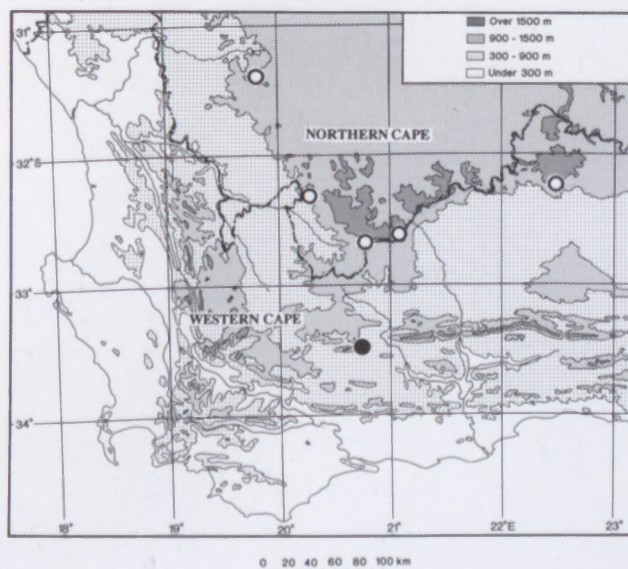 Over 1500 m
900 - 1500 m
300 - 900 m
Under 300 m
31°
NORTHERN CAPE
32°S
33°
WESTERN CAPE
34°
18° 19° 20 21 22°E 23°
0 20 40 60 80 100 km